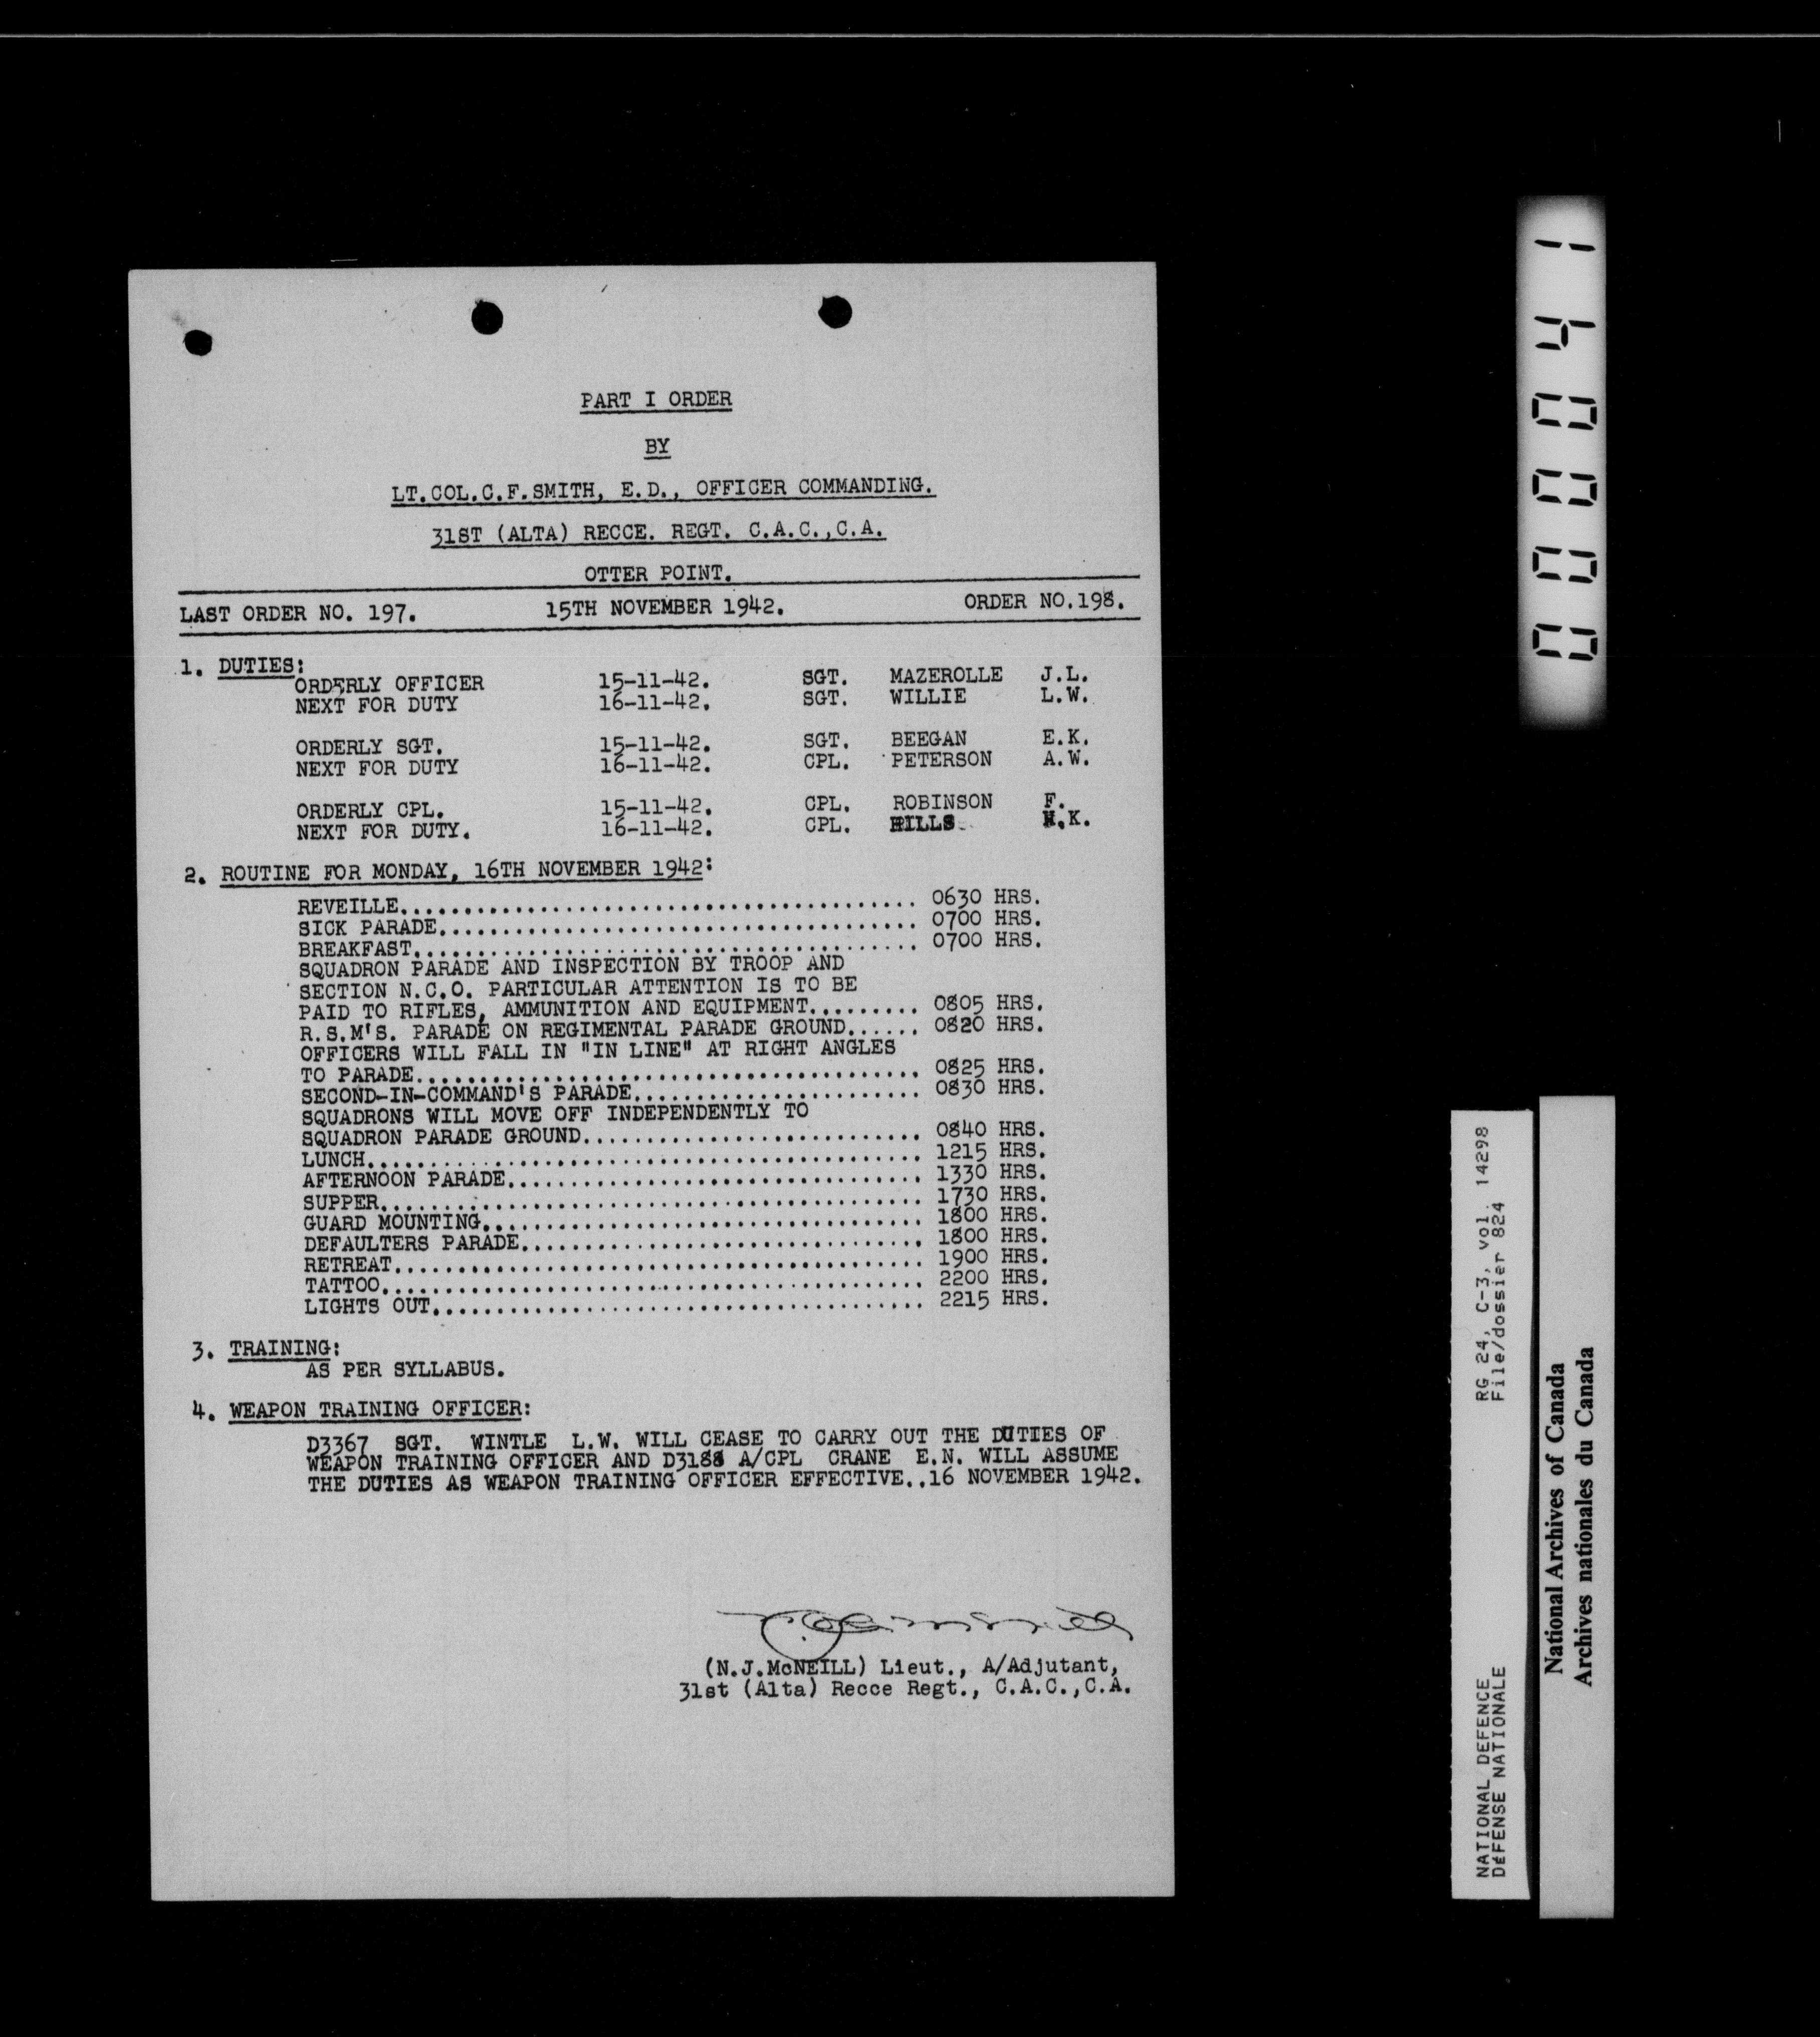 PART I ORDER
BY
LT.COL.C.F.SMITH, E.D., OFFICER COMMANDING.
31ST (ALTA) RECCE. REGT. C.A.C.,C.A.
OTTER POINT.
LAST ORDER NO. 197. 15TH NOVEMBER 1942. ORDER NO.198.
1. DUTIES:
ORDERLY OFFICER 15-11-42. SGT. MAZEROLLE J.L.
NEXT FOR DUTY 16-11-42. SGT. WILLIE L.W.
ORDERLY SGT. 15-11-42. SGT. BEEGAN E.K.
NEXT FOR DUTY 16-11-42. CPL. PETERSON A.W.
ORDERLY CPL. 15-11-42. CPL. ROBINSON F.
NEXT FOR DUTY. 16-11-42. CPL. HILLS K.
2. ROUTINE FOR MONDAY, 16TH NOVEMBER 1942:
REVEILLE......................................... 0630 HRS.
SICK PARADE...................................... 0700 HRS.
BREAKFAST........................................ 0700 HRS.
SQUADRON PARADE AND INSPECTION BY TROOP AND
SECTION N.C.O. PARTICULAR ATTENTION IS TO BE
PAID TO RIFLES, AMMUNITION AND EQUIPMENT......... 0805 HRS.
R.S.M'S. PARADE ON REGIMENTAL PARADE GROUND...... 0820 HRS.
OFFICERS WILL FALL IN "IN LINE" AT RIGHT ANGLES
TO PARADE........................................ 0825 HRS.
SECOND-IN-COMMAND'S PARADE....................... 0830 HRS.
SQUADRONS WILL MOVE OFF INDEPENDENTLY TO
SQUADRON PARADE GROUND........................... 0840 HRS.
LUNCH............................................ 1215 HRS.
AFTERNOON PARADE................................. 1330 HRS.
SUPPER........................................... 1730 HRS.
GUARD MOUNTING................................... 1800 HRS.
DEFAULTERS PARADE................................ 1800 HRS.
RETREAT.......................................... 1900 HRS.
TATTOO........................................... 2200 HRS.
LIGHTS OUT....................................... 2215 HRS.
3. TRAINING:
AS PER SYLLABUS.
4. WEAPON TRAINING OFFICER:
D3367 SGT. WINTLE L.W. WILL CEASE TO CARRY OUT THE DUTIES OF
WEAPON TRAINING OFFICER AND D3188 A/CPL CRANE E.N. WILL ASSUME
THE DUTIES AS WEAPON TRAINING OFFICER EFFECTIVE..16 NOVEMBER 1942.
(N.J.McNEILL) Lieut., A/Adjutant,
31st (Alta) Recce Regt., C.A.C.,C.A.
000041
NATIONAL DEFENCE RG 24, C-3, vol. 14298
DÉFENSE NATIONALE File/dossier 824
National Archives of Canada
Archives nationales du Canada